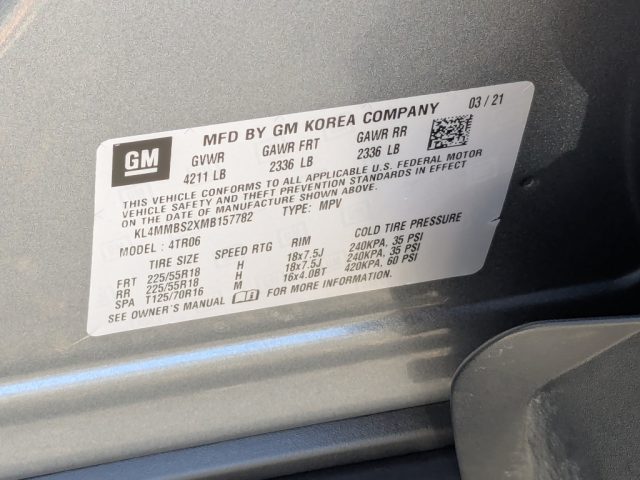 MFD BY GM KOREA COMPANY 03 / 21
GM
GVWR GAWR FRT GAWR RR
4211 LB 2336 LB 2336 LB
THIS VEHICLE CONFORMS TO ALL APPLICABLE U.S. FEDERAL MOTOR
VEHICLE SAFETY AND THEFT PREVENTION STANDARDS IN EFFECT
ON THE DATE OF MANUFACTURE SHOWN ABOVE.
KL4MMBS2XMB157782 TYPE: MPV
MODEL: 4TR06
TIRE SIZE SPEED RTG RIM COLD TIRE PRESSURE
FRT 225/55R18 H 18x7.5J 240KPA, 35 PSI
RR 225/55R18 H 18x7.5J 240KPA, 35 PSI
SPA T125/70R16 M 16x4.0BT 420KPA, 60 PSI
SEE OWNER'S MANUAL FOR MORE INFORMATION.